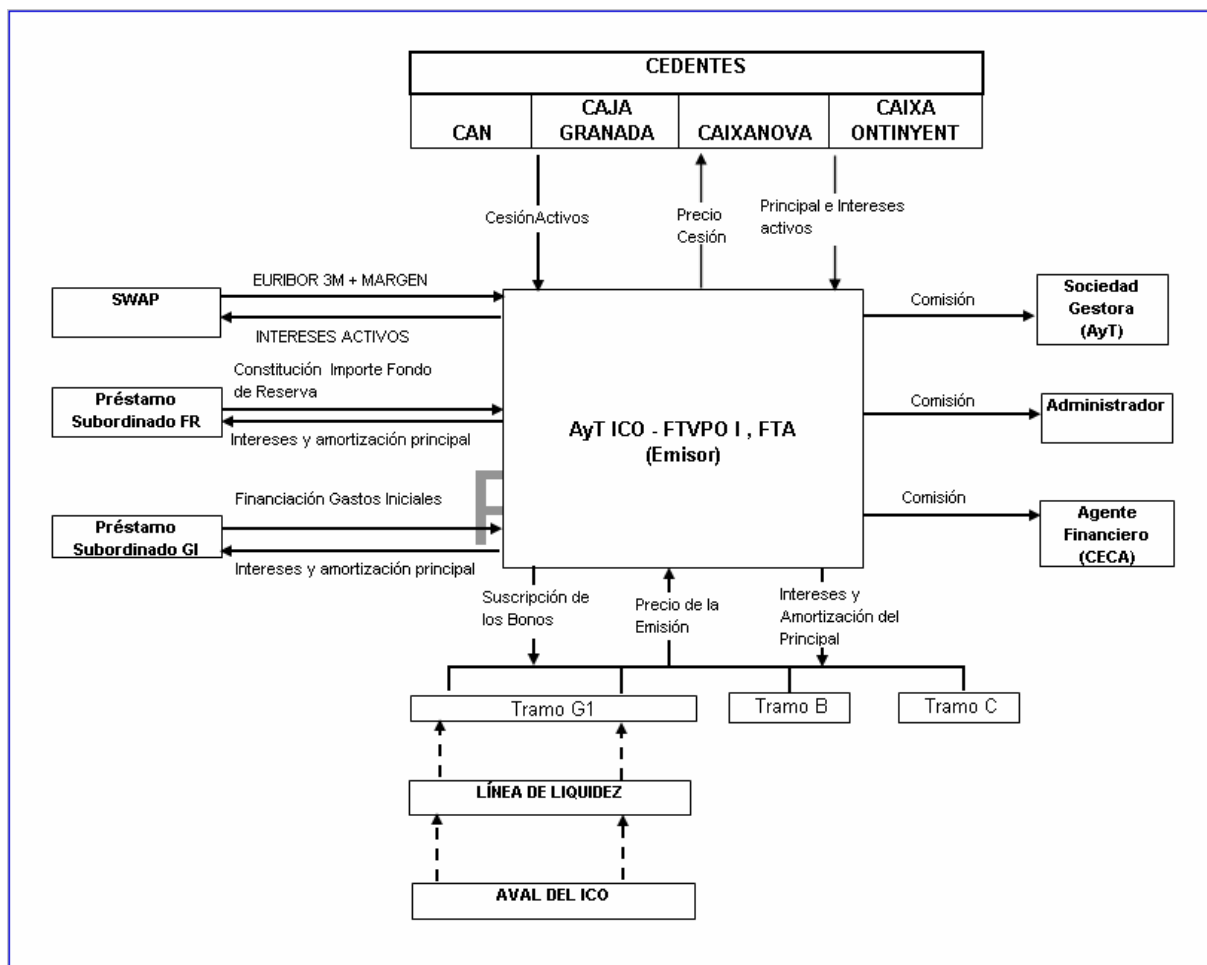 CEDENTES
CAN
CAJA
GRANADA
CAIXANOVA
CAIXA
ONTINYENT
CesiónActivos
Precio
Cesión
Principal e Intereses
activos
EURIBOR 3M + MARGEN
SWAP
INTERESES ACTIVOS
Constitución Importe Fondo
de Reserva
Préstamo
Subordinado FR
Intereses y amortización principal
Financiación Gastos Iniciales
Préstamo
Subordinado GI
Intereses y amortización principal
AyT ICO - FTVPO I , FTA
(Emisor)
Comisión
Sociedad
Gestora
(AyT)
Comisión
Administrador
Comisión
Agente
Financiero
(CECA)
Suscripción de
los Bonos
Precio de la
Emisión
Intereses y
Amortización del
Principal
Tramo G1
Tramo B
Tramo C
LÍNEA DE LIQUIDEZ
AVAL DEL ICO